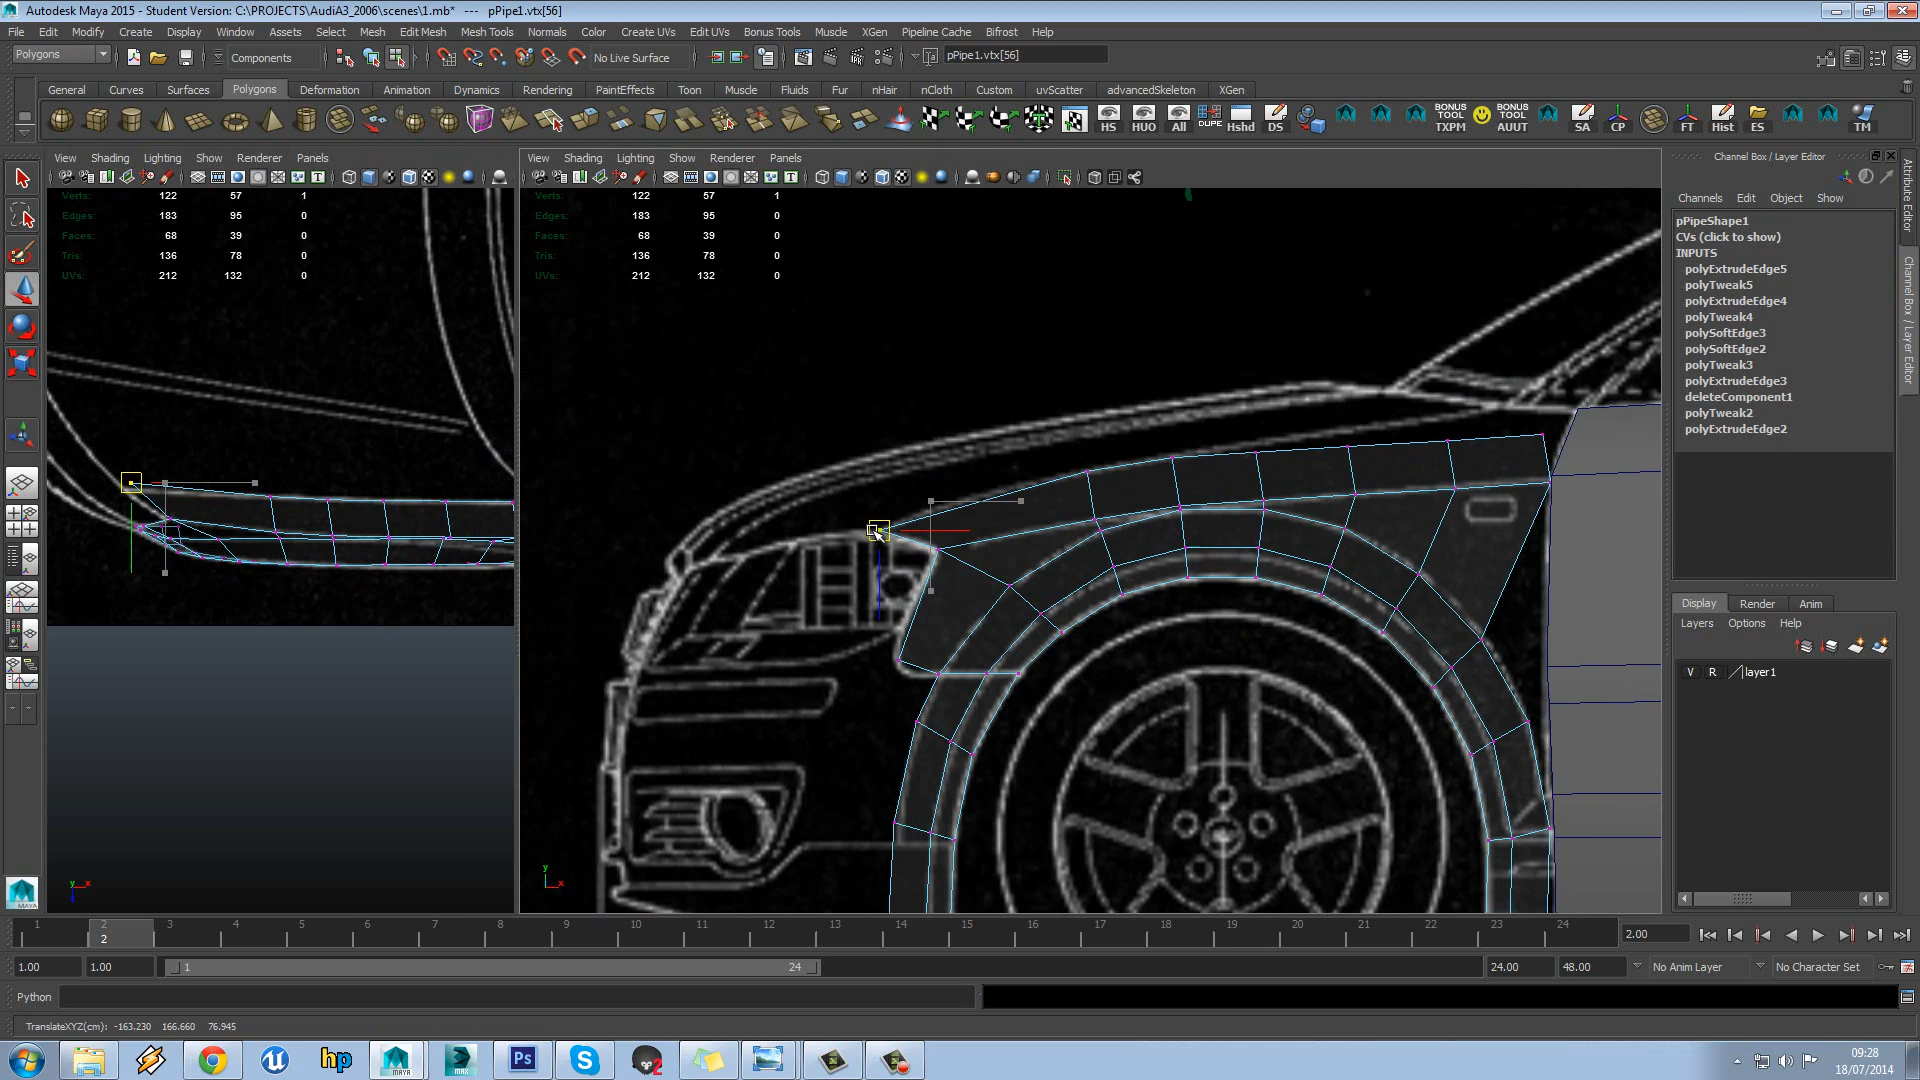 Autodesk Maya 2015 - Student Version: C:\PROJECTS\AudiA3_2006\scenes\1.mb* --- pPipe1.vtx[56]
File Edit Modify Create Display Window Assets Select Mesh Edit Mesh Mesh Tools Normals Color Create UVs Edit UVs Bonus Tools Muscle XGen Pipeline Cache Bifrost Help
Polygons Components No Live Surface pPipe1.vtx[56]
General Curves Surfaces Polygons Deformation Animation Dynamics Rendering PaintEffects Toon Muscle Fluids Fur nHair nCloth Custom uvScatter advancedSkeleton XGen
HS HUO All DUPE Hshd DS BONUS TOOL TXPM BONUS TOOL AUUT SA CP FT Hist ES TM
View Shading Lighting Show Renderer Panels
View Shading Lighting Show Renderer Panels
Channel Box / Layer Editor
Verts: 122 57 1
Edges: 183 95 0
Faces: 68 39 0
Tris: 136 78 0
UVs: 212 132 0
Verts: 122 57 1
Edges: 183 95 0
Faces: 68 39 0
Tris: 136 78 0
UVs: 212 132 0
y x
y x
Channels Edit Object Show
pPipeShape1
CVs (click to show)
INPUTS
polyExtrudeEdge5
polyTweak5
polyExtrudeEdge4
polyTweak4
polySoftEdge3
polySoftEdge2
polyTweak3
polyExtrudeEdge3
deleteComponent1
polyTweak2
polyExtrudeEdge2
Display Render Anim
Layers Options Help
V R layer1
Attribute Editor
Channel Box / Layer Editor
1 2 3 4 5 6 7 8 9 10 11 12 13 14 15 16 17 18 19 20 21 22 23 24
2
2.00
1.00 1.00 1 24 24.00 48.00 No Anim Layer No Character Set
Python
TranslateXYZ(cm): -163.230 166.660 76.945
hp MAYA MAX Ps 2
09:28
18/07/2014